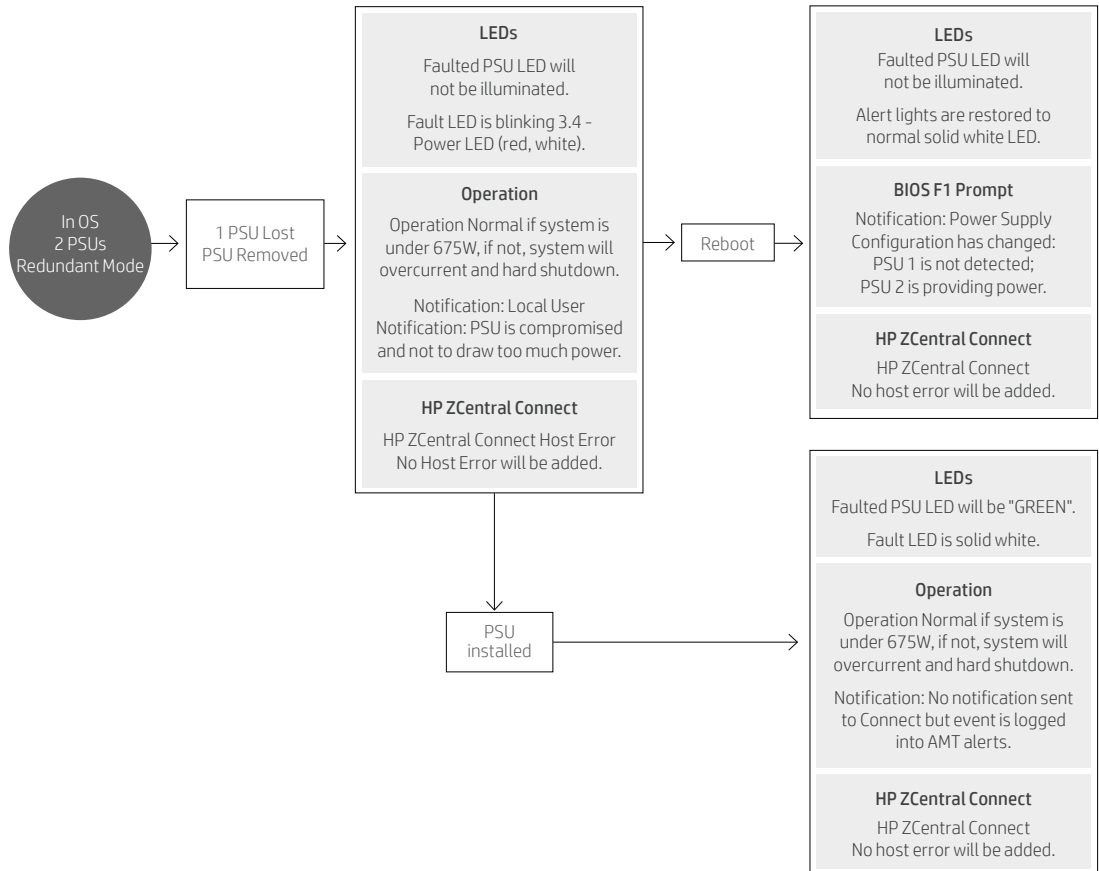 In OS
2 PSUs
Redundant Mode
1 PSU Lost
PSU Removed
LEDs
Faulted PSU LED will
not be illuminated.
Fault LED is blinking 3.4 -
Power LED (red, white).
Operation
Operation Normal if system is
under 675W, if not, system will
overcurrent and hard shutdown.
Notification: Local User
Notification: PSU is compromised
and not to draw too much power.
HP ZCentral Connect
HP ZCentral Connect Host Error
No Host Error will be added.
Reboot
LEDs
Faulted PSU LED will
not be illuminated.
Alert lights are restored to
normal solid white LED.
BIOS F1 Prompt
Notification: Power Supply
Configuration has changed:
PSU 1 is not detected;
PSU 2 is providing power.
HP ZCentral Connect
HP ZCentral Connect
No host error will be added.
PSU
installed
LEDs
Faulted PSU LED will be "GREEN".
Fault LED is solid white.
Operation
Operation Normal if system is
under 675W, if not, system will
overcurrent and hard shutdown.
Notification: No notification sent
to Connect but event is logged
into AMT alerts.
HP ZCentral Connect
HP ZCentral Connect
No host error will be added.